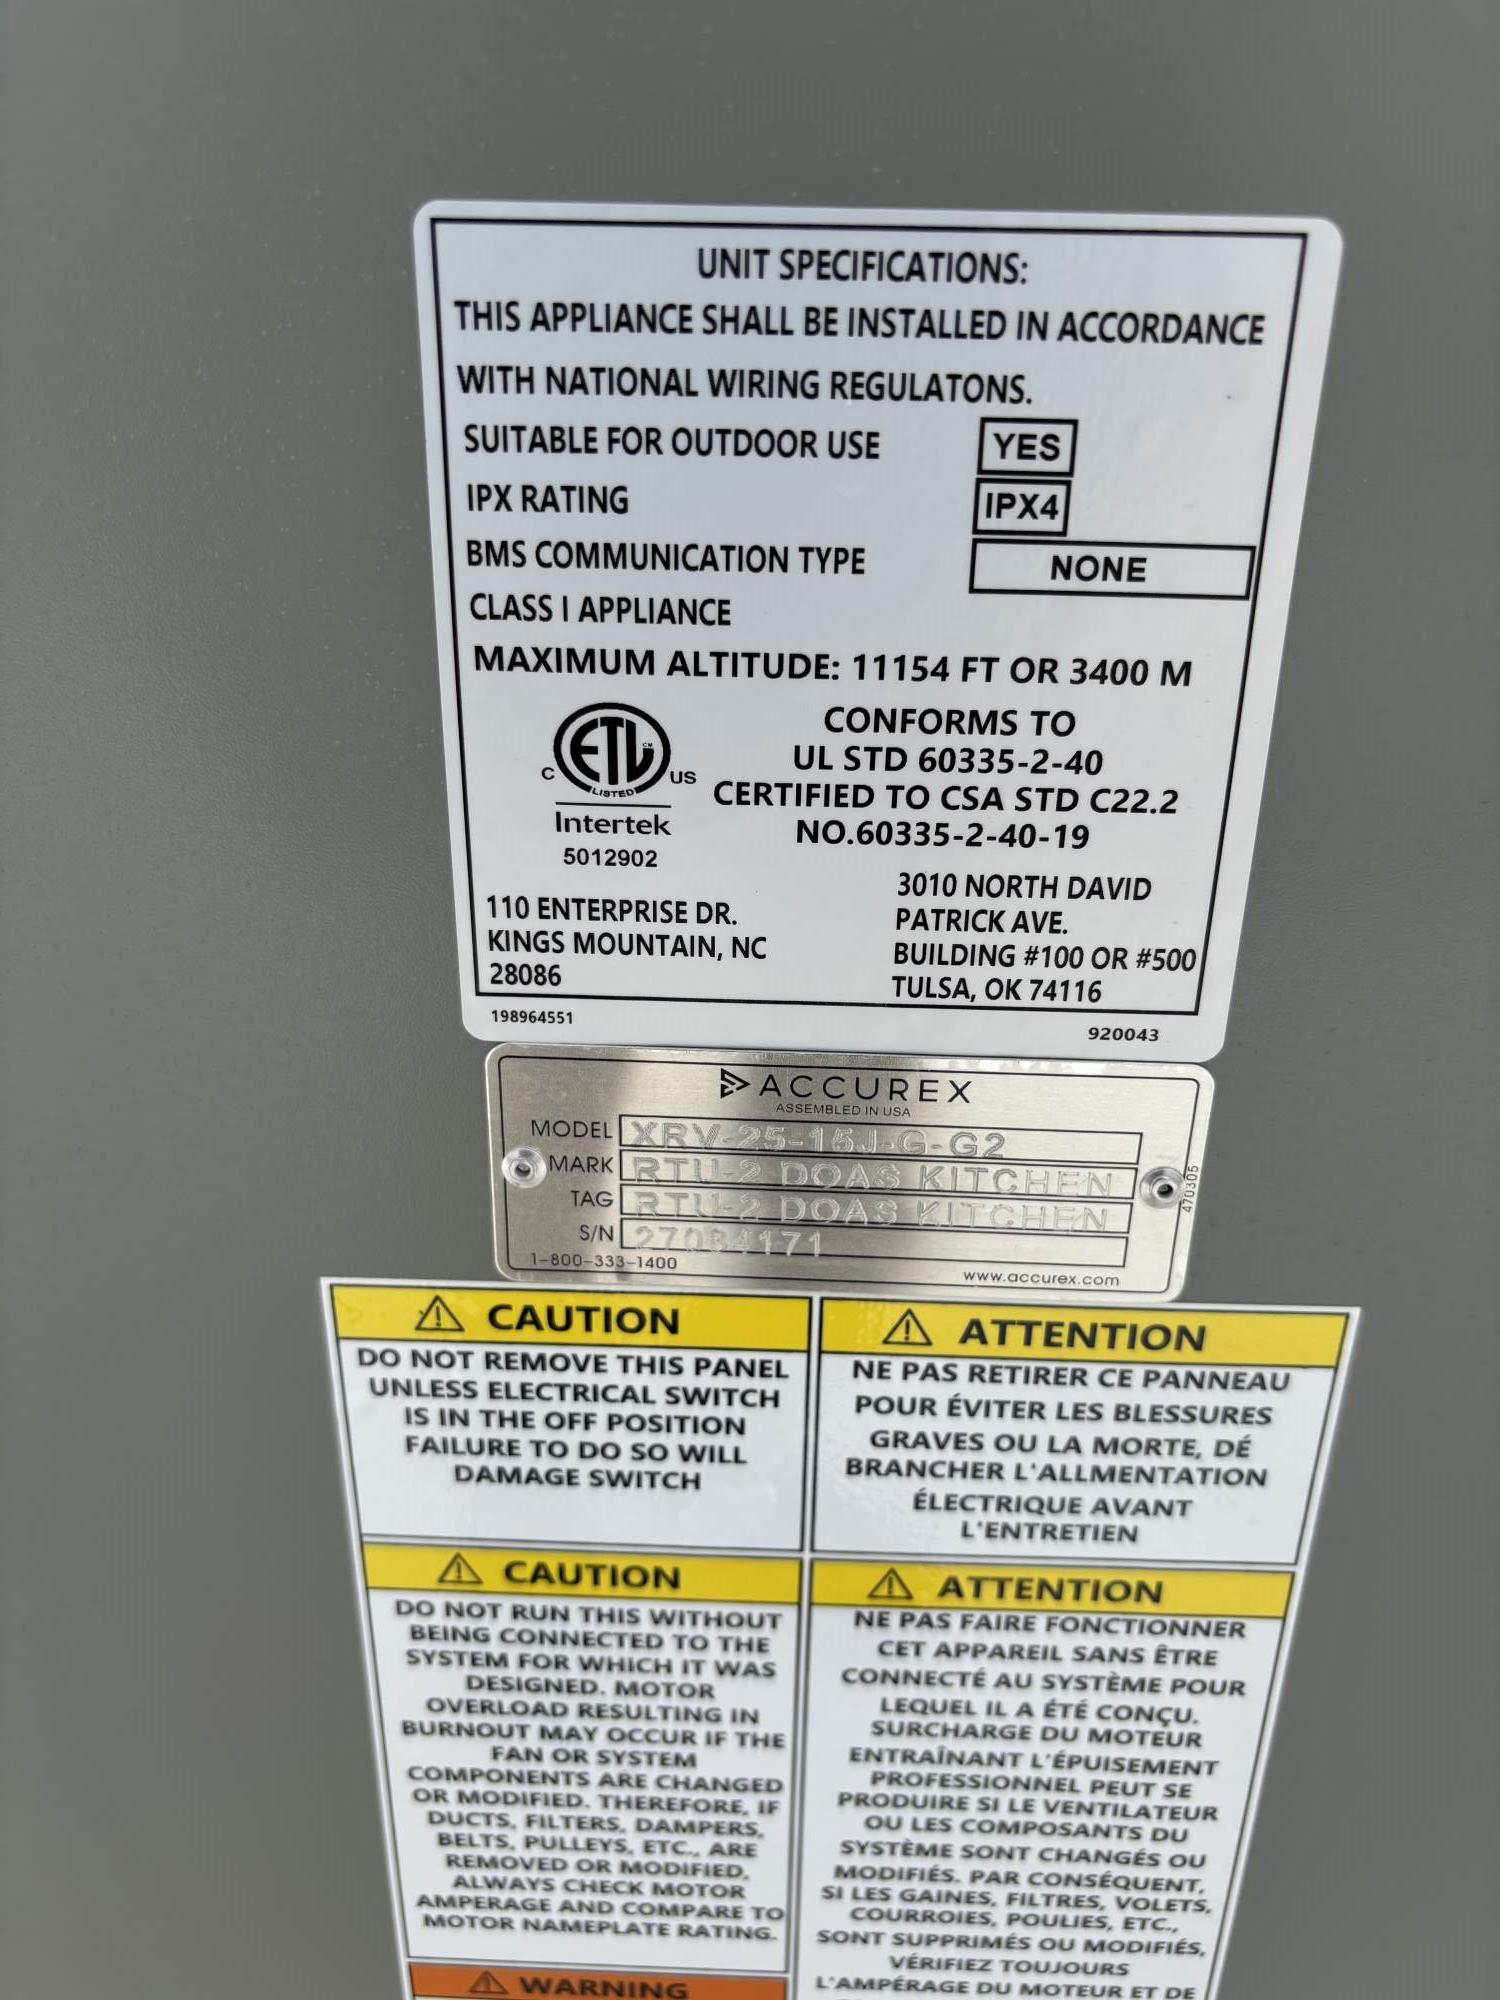 UNIT SPECIFICATIONS:
THIS APPLIANCE SHALL BE INSTALLED IN ACCORDANCE
WITH NATIONAL WIRING REGULATONS.
SUITABLE FOR OUTDOOR USE YES
IPX RATING IPX4
BMS COMMUNICATION TYPE NONE
CLASS I APPLIANCE
MAXIMUM ALTITUDE: 11154 FT OR 3400 M
ETL CM
LISTED
C US
Intertek
5012902
CONFORMS TO
UL STD 60335-2-40
CERTIFIED TO CSA STD C22.2
NO.60335-2-40-19
110 ENTERPRISE DR.
KINGS MOUNTAIN, NC
28086
3010 NORTH DAVID
PATRICK AVE.
BUILDING #100 OR #500
TULSA, OK 74116
198964551
920043
ACCUREX
ASSEMBLED IN USA
MODEL XRV-25-15J-G-G2
MARK RTU-2 DOAS KITCHEN
TAG RTU-2 DOAS KITCHEN
S/N
1-800-333-1400
www.accurex.com
470305
⚠ CAUTION
DO NOT REMOVE THIS PANEL
UNLESS ELECTRICAL SWITCH
IS IN THE OFF POSITION
FAILURE TO DO SO WILL
DAMAGE SWITCH
⚠ ATTENTION
NE PAS RETIRER CE PANNEAU
POUR ÉVITER LES BLESSURES
GRAVES OU LA MORTE, DÉ
BRANCHER L'ALLMENTATION
ÉLECTRIQUE AVANT
L'ENTRETIEN
⚠ CAUTION
DO NOT RUN THIS WITHOUT
BEING CONNECTED TO THE
SYSTEM FOR WHICH IT WAS
DESIGNED. MOTOR
OVERLOAD RESULTING IN
BURNOUT MAY OCCUR IF THE
FAN OR SYSTEM
COMPONENTS ARE CHANGED
OR MODIFIED. THEREFORE, IF
DUCTS, FILTERS, DAMPERS,
BELTS, PULLEYS, ETC., ARE
REMOVED OR MODIFIED,
ALWAYS CHECK MOTOR
AMPERAGE AND COMPARE TO
MOTOR NAMEPLATE RATING.
⚠ ATTENTION
NE PAS FAIRE FONCTIONNER
CET APPAREIL SANS ÊTRE
CONNECTÉ AU SYSTÈME POUR
LEQUEL IL A ÉTÉ CONÇU.
SURCHARGE DU MOTEUR
ENTRAÎNANT L'ÉPUISEMENT
PROFESSIONNEL PEUT SE
PRODUIRE SI LE VENTILATEUR
OU LES COMPOSANTS DU
SYSTÈME SONT CHANGÉS OU
MODIFIÉS. PAR CONSÉQUENT,
SI LES GAINES, FILTRES, VOLETS,
COURROIES, POULIES, ETC.,
SONT SUPPRIMÉS OU MODIFIÉS,
VÉRIFIEZ TOUJOURS
L'AMPÉRAGE DU MOTEUR ET DE
⚠ WARNING